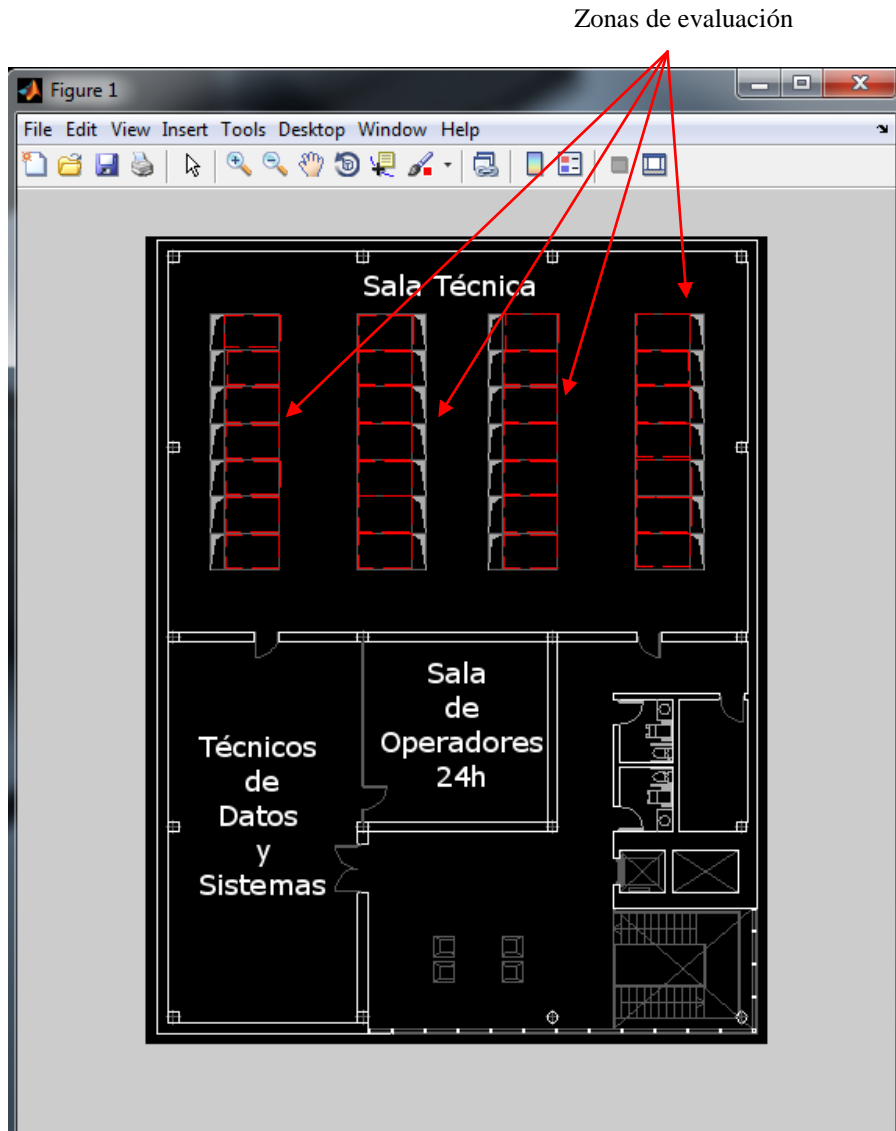 Zonas de evaluación
Figure 1
File Edit View Insert Tools Desktop Window Help
Sala Técnica
Sala
de
Operadores
24h
Técnicos
de
Datos
y
Sistemas